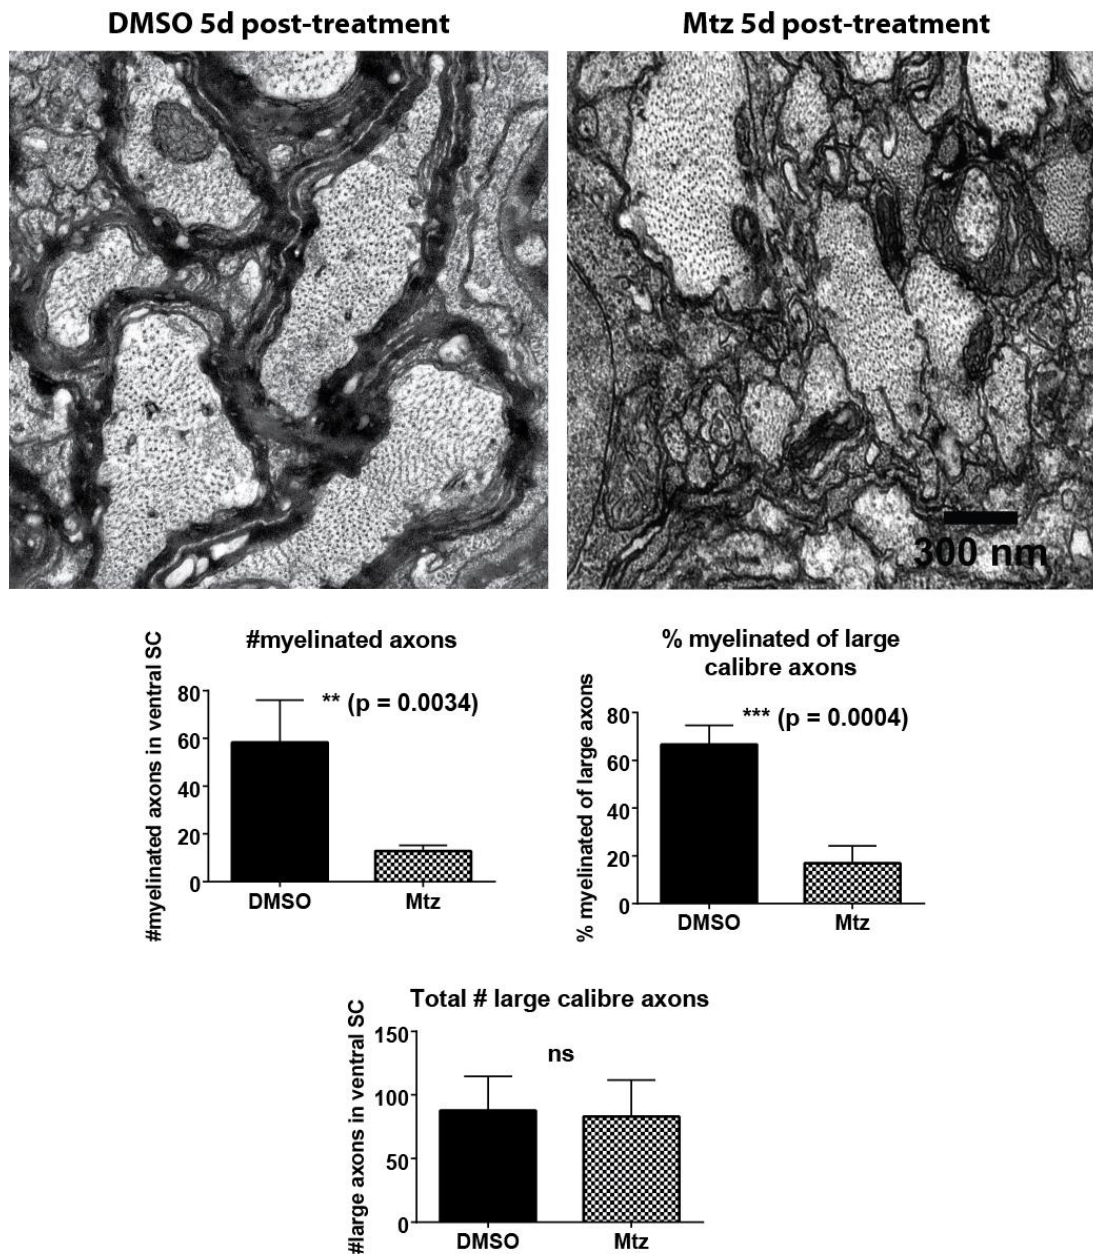 DMSO 5d post-treatment
Mtz 5d post-treatment
300 nm
#myelinated axons
#myelinated axons in ventral SC
80
60
40
20
0
** (p = 0.0034)
DMSO
Mtz
% myelinated of large
calibre axons
% myelinated of large axons
80
60
40
20
0
*** (p = 0.0004)
DMSO
Mtz
Total # large calibre axons
#large axons in ventral SC
150
100
50
0
ns
DMSO
Mtz